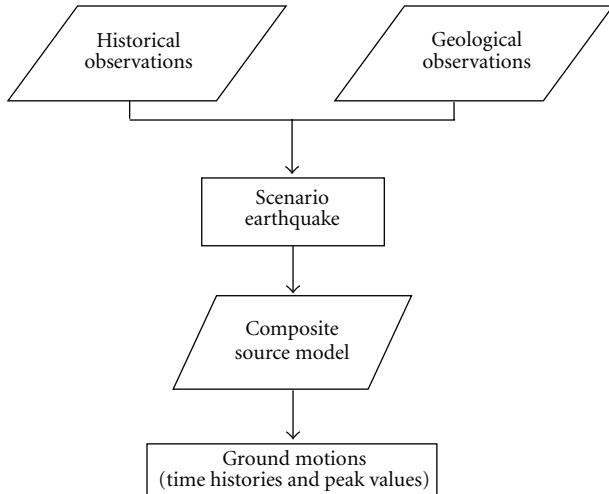 Historical
observations
Geological
observations
Scenario
earthquake
Composite
source model
Ground motions
(time histories and peak values)